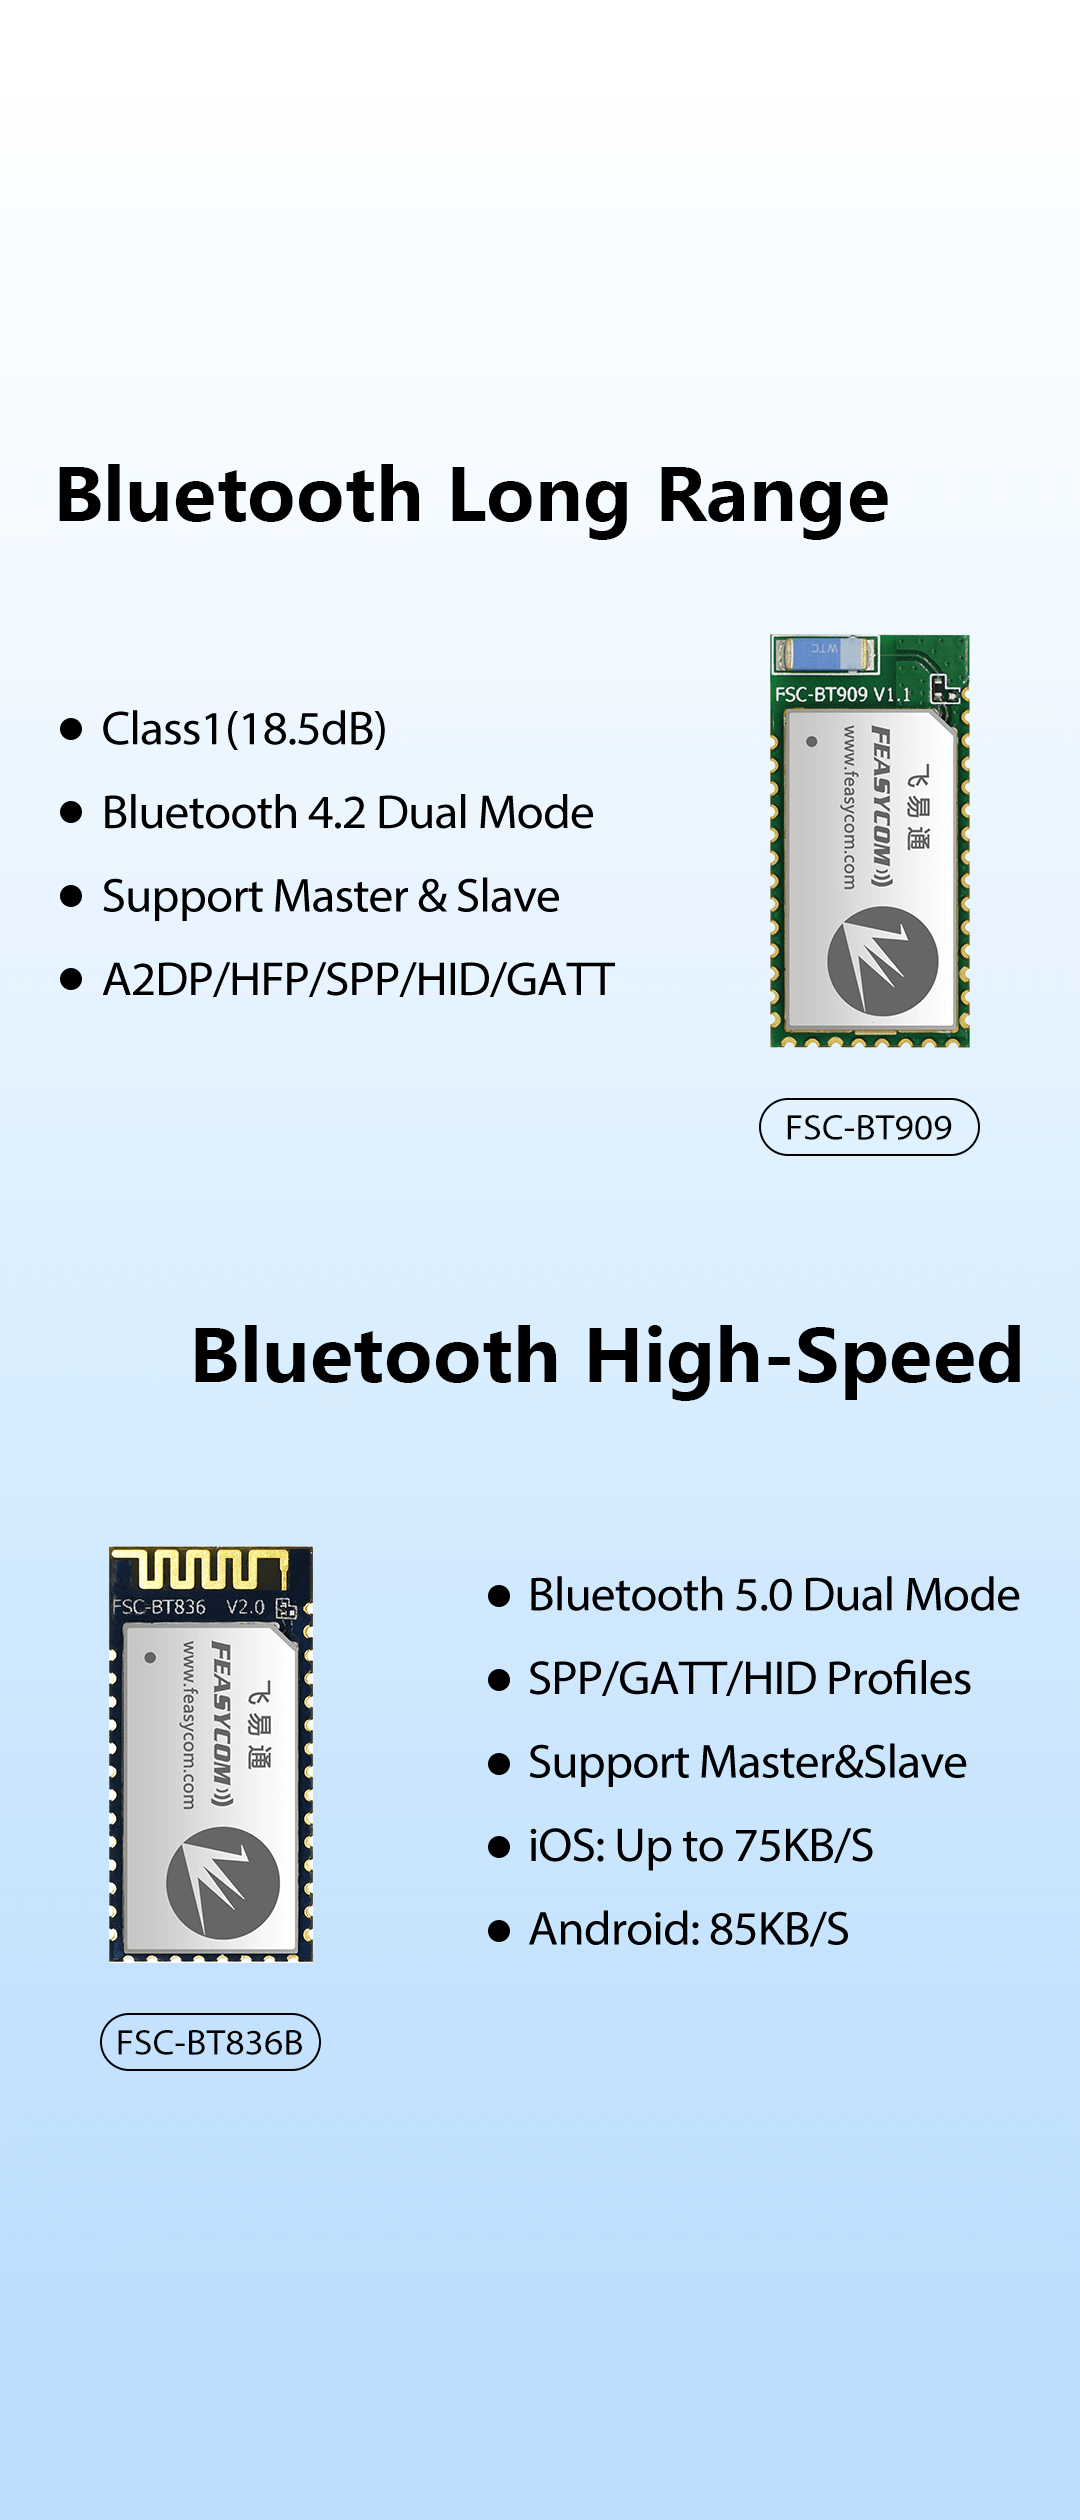 Bluetooth Long Range
● Class1(18.5dB)
● Bluetooth 4.2 Dual Mode
● Support Master & Slave
● A2DP/HFP/SPP/HID/GATT
WTC
FSC-BT909 V1.1
飞易通
FEASYCOM
www.feasycom.com
FSC-BT909
Bluetooth High-Speed
FSC-BT836 V2.0
飞易通
FEASYCOM
www.feasycom.com
FSC-BT836B
● Bluetooth 5.0 Dual Mode
● SPP/GATT/HID Profiles
● Support Master&Slave
● iOS: Up to 75KB/S
● Android: 85KB/S